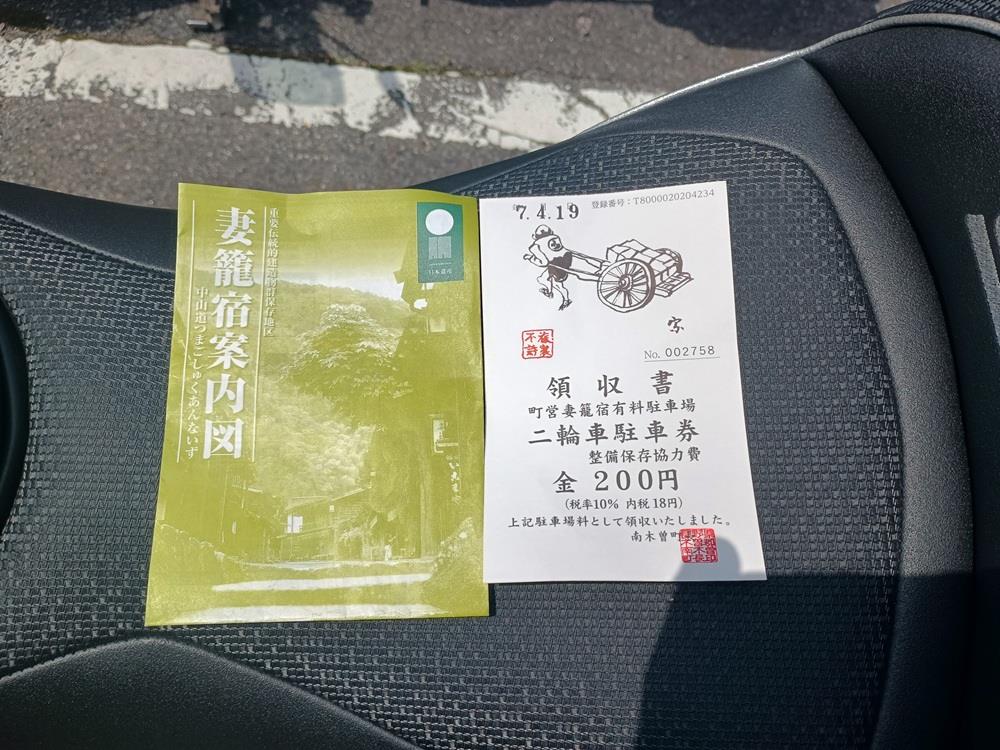 重要伝統的建造物群保存地区
妻籠宿案内図
中山道つまごしゅくあんないず
日本遺産
7.4.19
登録番号：T8000020204234
No. 002758
領収書
町営妻籠宿有料駐車場
二輪車駐車券
整備保存協力費
金 200円
(税率10% 内税18円)
上記駐車場料として領収いたしました。
南木曽町